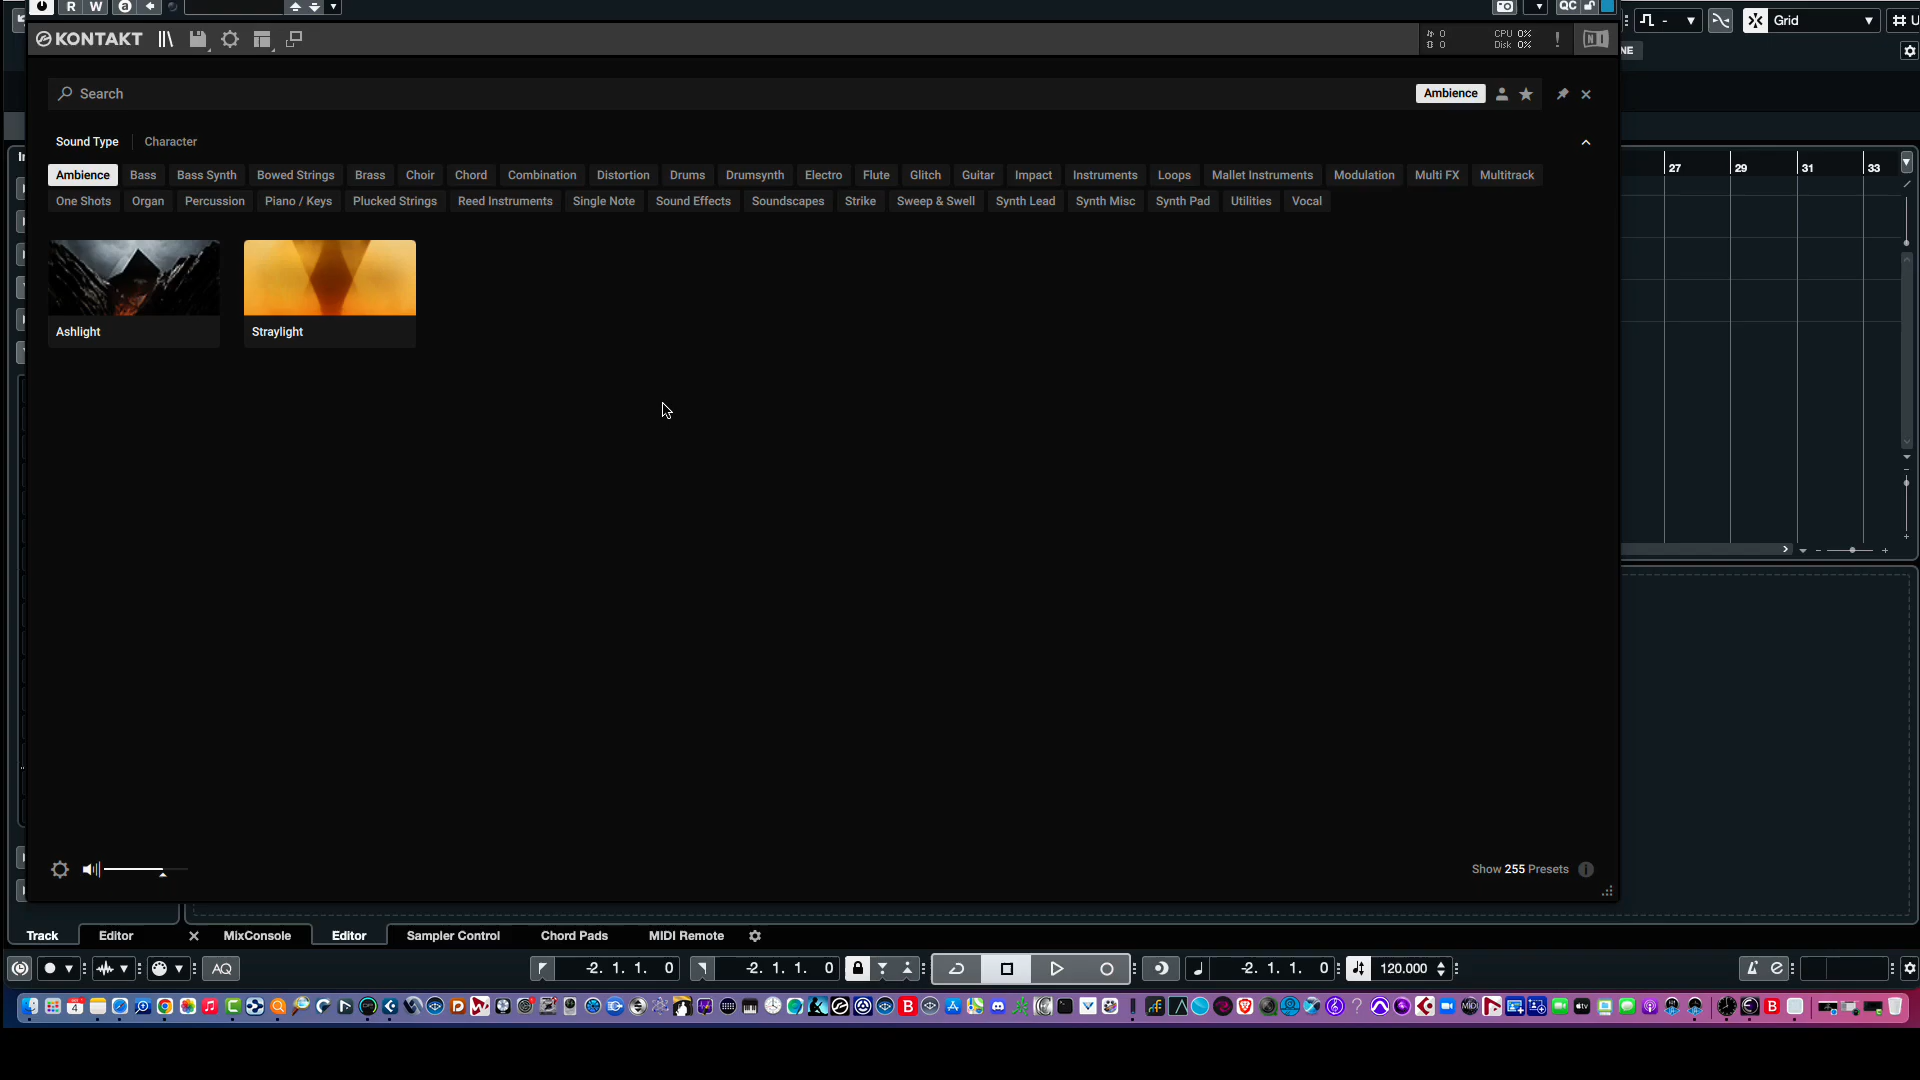 R W a QC
- Grid # U
KONTAKT
0 CPU 0%
0 Disk 0% ! NI
NE
Search Ambience
Sound Type Character
Ambience Bass Bass Synth Bowed Strings Brass Choir Chord Combination Distortion Drums Drumsynth Electro Flute Glitch Guitar Impact Instruments Loops Mallet Instruments Modulation Multi FX Multitrack
One Shots Organ Percussion Piano / Keys Plucked Strings Reed Instruments Single Note Sound Effects Soundscapes Strike Sweep & Swell Synth Lead Synth Misc Synth Pad Utilities Vocal
27 29 31 33
Ashlight Straylight
Show 255 Presets
Track Editor MixConsole Editor Sampler Control Chord Pads MIDI Remote
AQ -2. 1. 1. 0 -2. 1. 1. 0 -2. 1. 1. 0 120.000